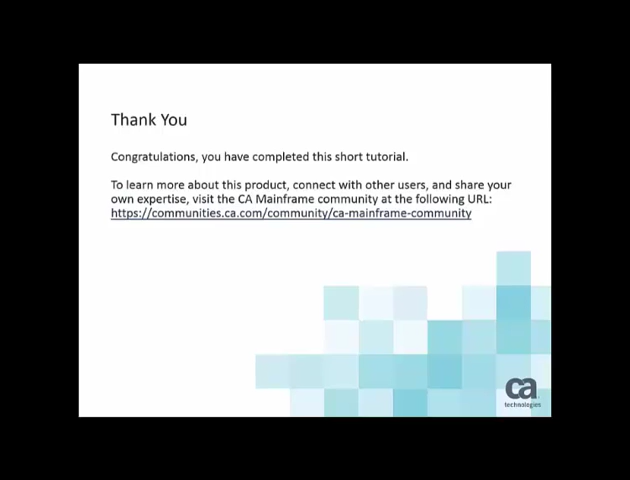 Thank You
Congratulations, you have completed this short tutorial.
To learn more about this product, connect with other users, and share your
own expertise, visit the CA Mainframe community at the following URL:
https://communities.ca.com/community/ca-mainframe-community
ca
technologies